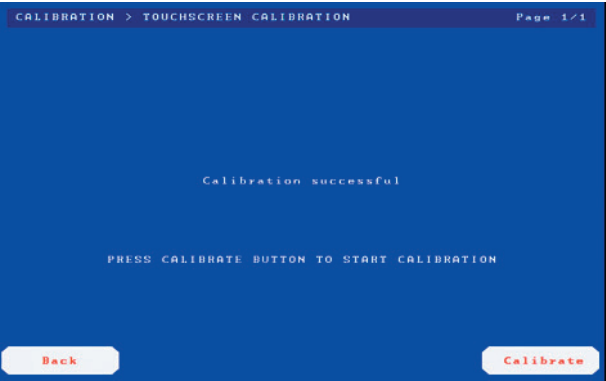 CALIBRATION > TOUCHSCREEN CALIBRATION Page 1/1
Calibration successful
PRESS CALIBRATE BUTTON TO START CALIBRATION
Back Calibrate